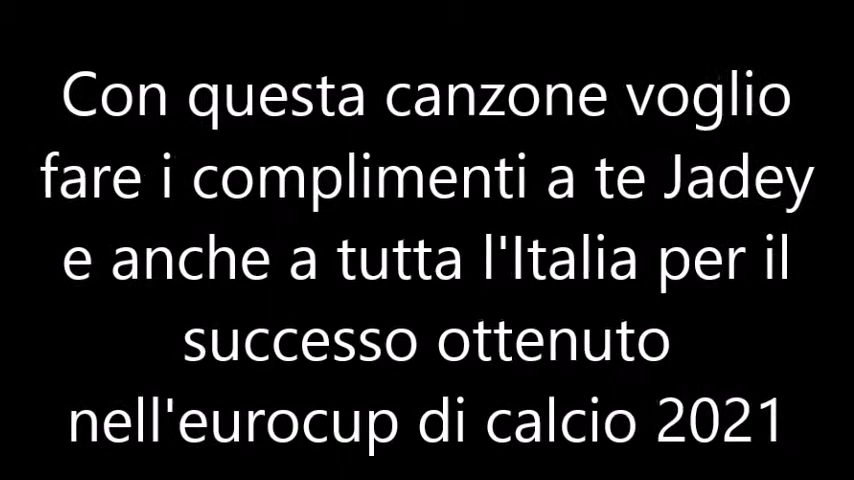 Con questa canzone voglio
fare i complimenti a te Jadey
e anche a tutta l'Italia per il
successo ottenuto
nell'eurocup di calcio 2021